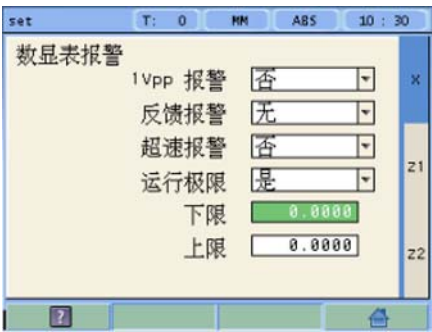 set T: 0 MM ABS 10 : 30
数显表报警
1Vpp 报警 否
反馈报警 无
超速报警 否
运行极限 是
下限 0.0000
上限 0.0000
X
Z1
Z2
?